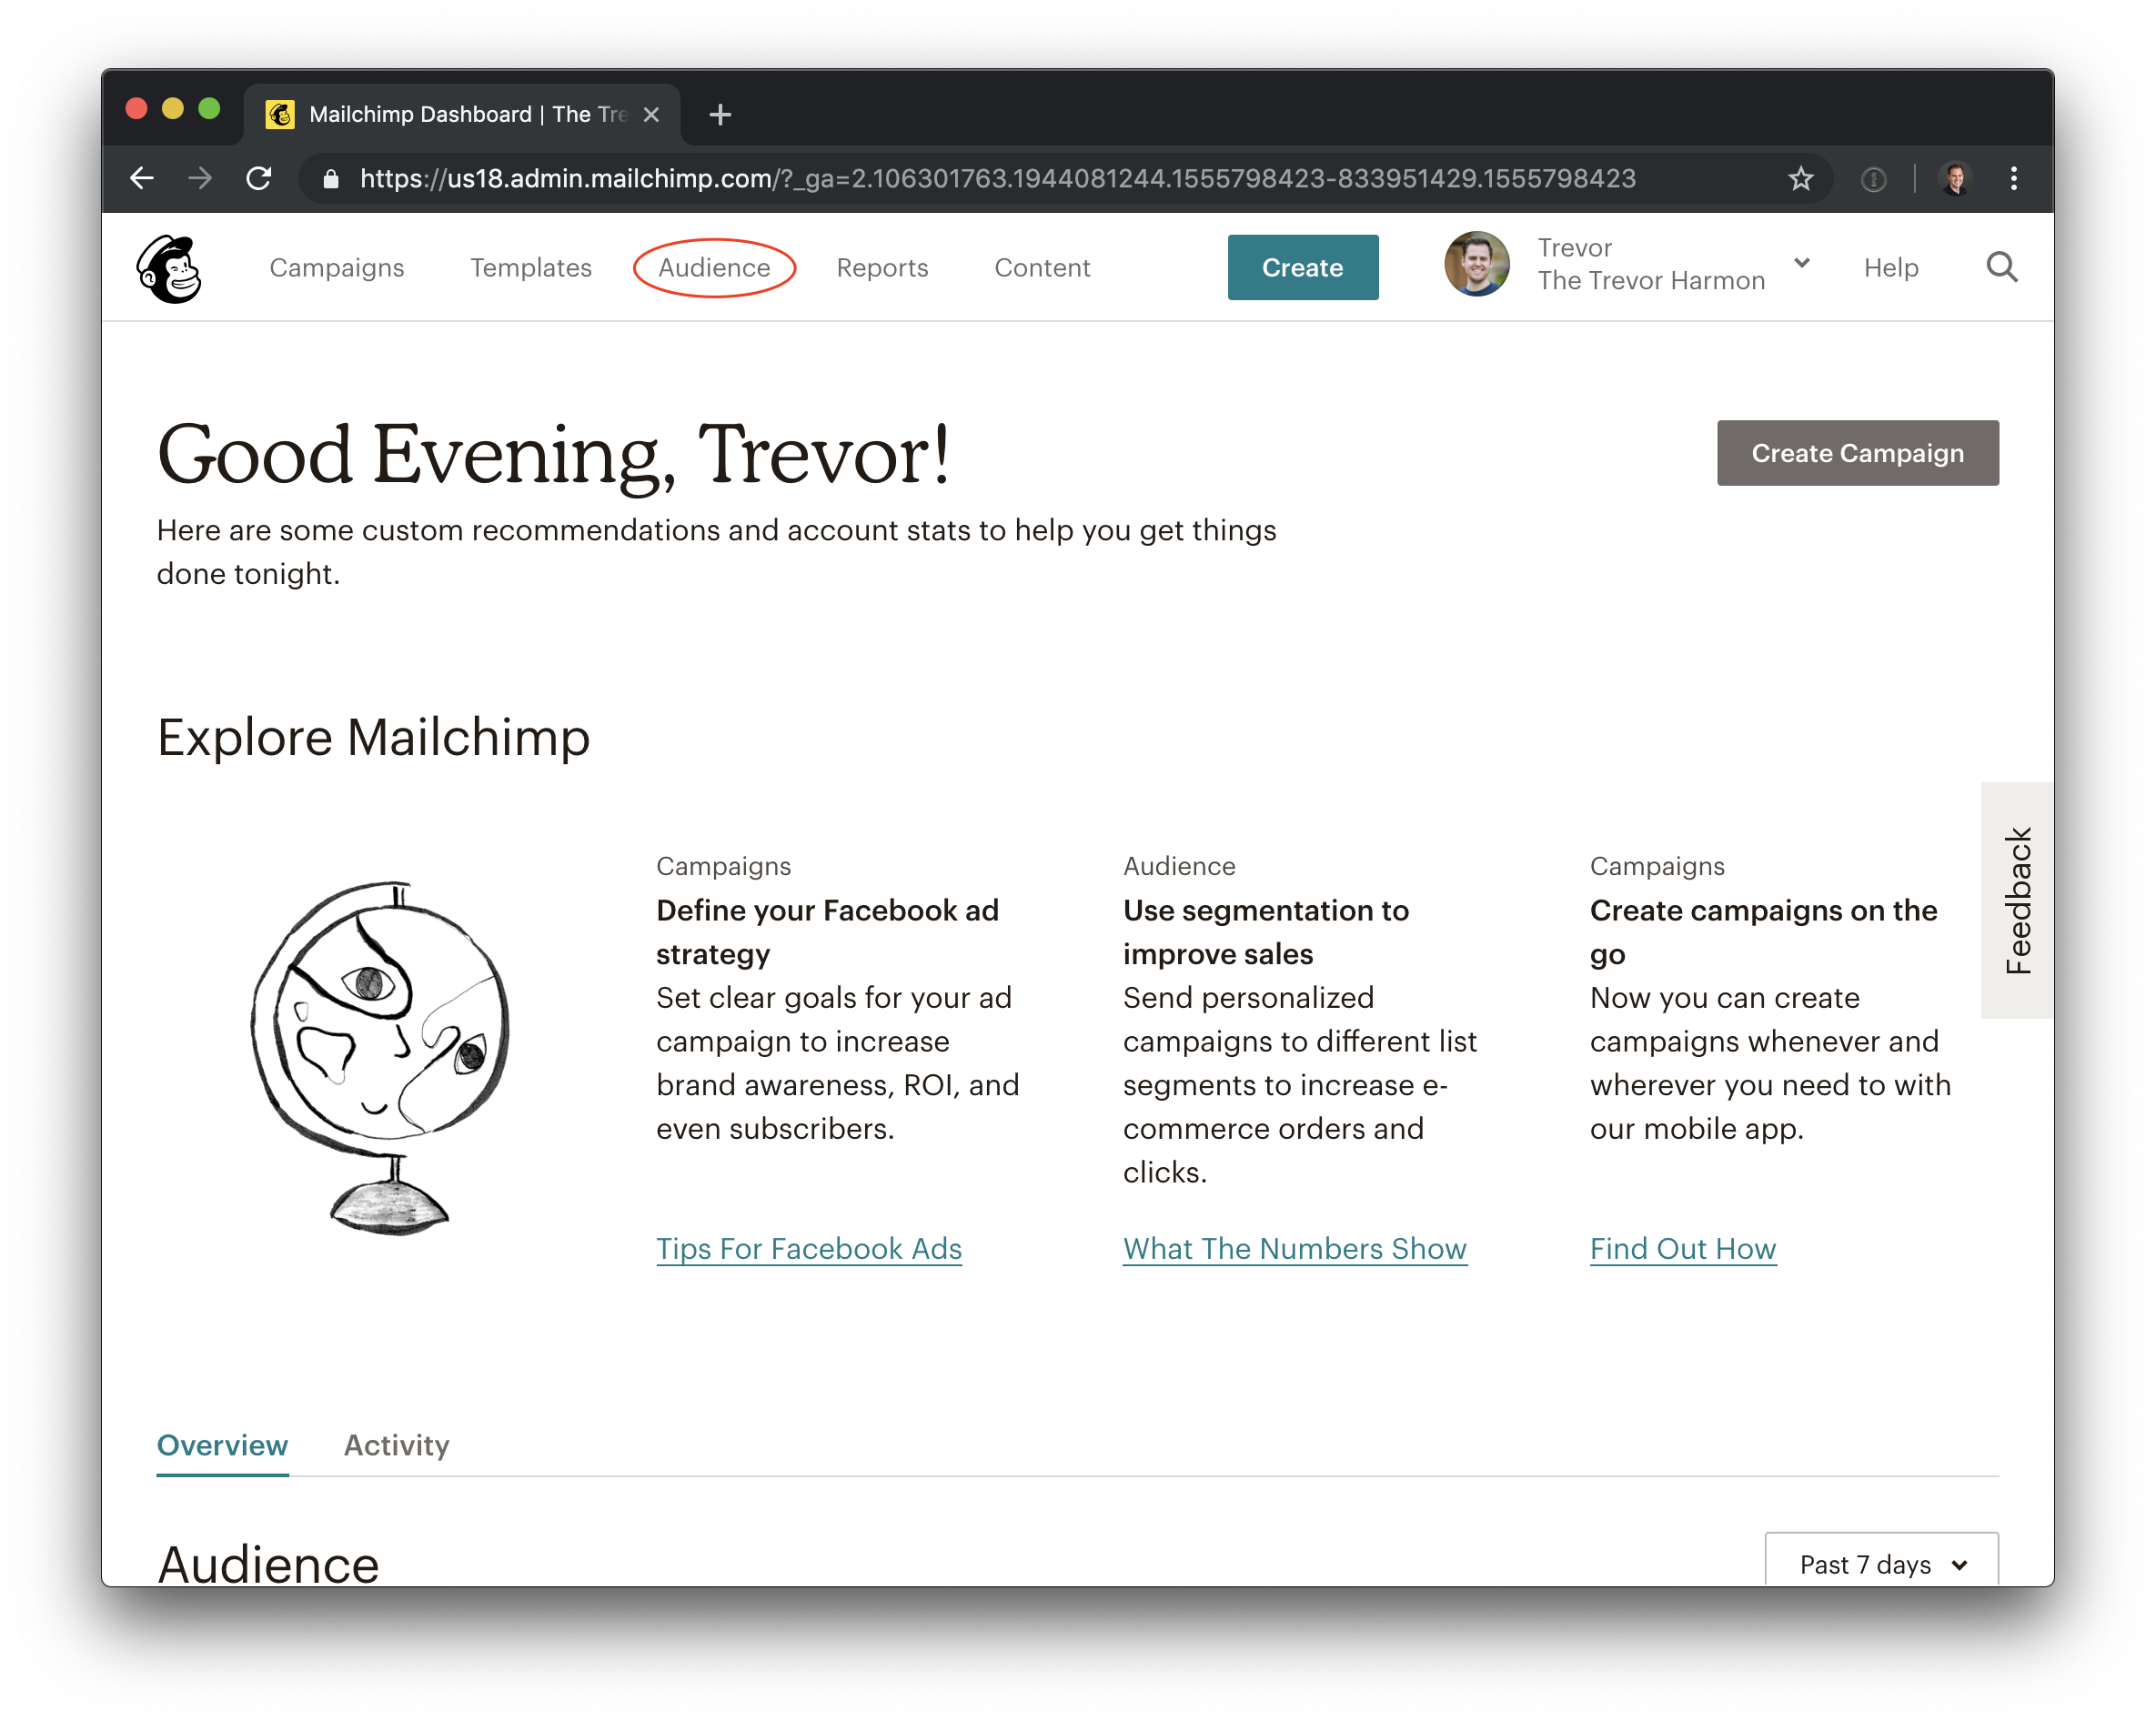 Mailchimp Dashboard | The Tre
https://us18.admin.mailchimp.com/?_ga=2.106301763.1944081244.1555798423-833951429.1555798423
Campaigns
Templates
Audience
Reports
Content
Create
Trevor
The Trevor Harmon
Help
Good Evening, Trevor!
Create Campaign
Here are some custom recommendations and account stats to help you get things
done tonight.
Explore Mailchimp
Campaigns
Define your Facebook ad
strategy
Set clear goals for your ad
campaign to increase
brand awareness, ROI, and
even subscribers.
Tips For Facebook Ads
Audience
Use segmentation to
improve sales
Send personalized
campaigns to different list
segments to increase e-
commerce orders and
clicks.
What The Numbers Show
Campaigns
Create campaigns on the
go
Now you can create
campaigns whenever and
wherever you need to with
our mobile app.
Find Out How
Feedback
Overview
Activity
Audience
Past 7 days